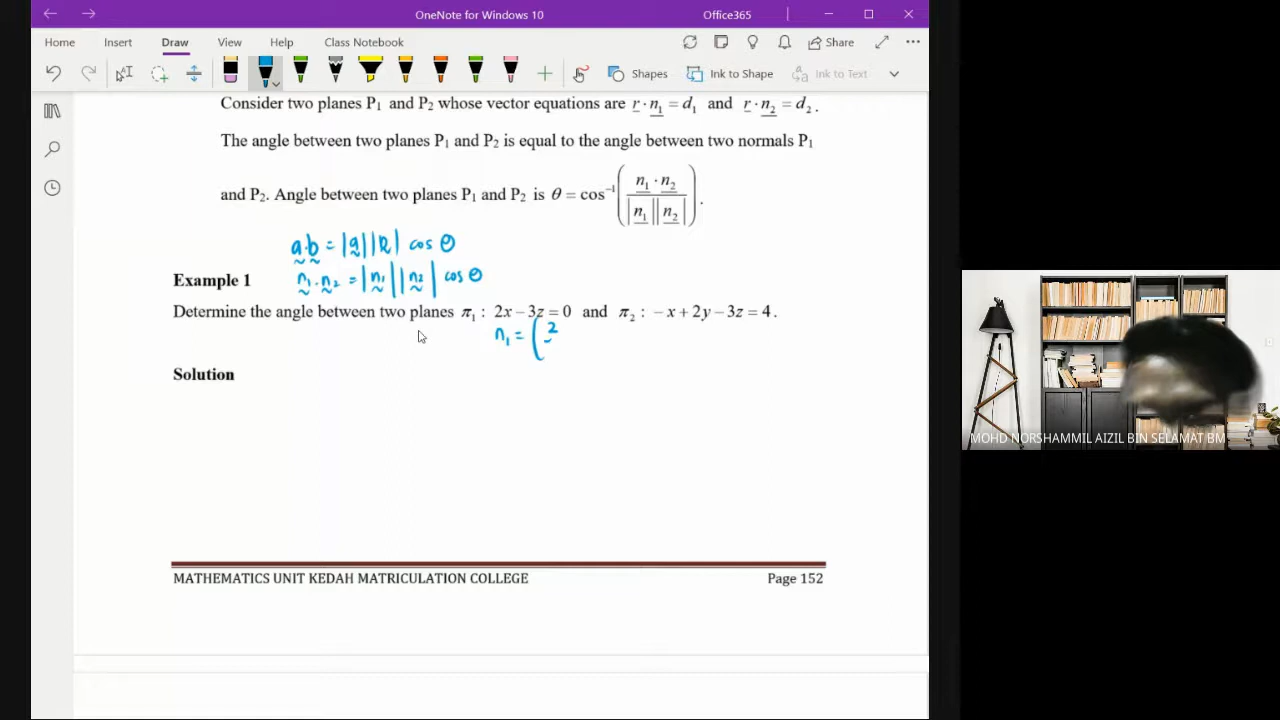 OneNote for Windows 10
Office365
Home Insert Draw View Help Class Notebook
Share
Shapes Ink to Shape Ink to Text
Consider two planes P₁ and P₂ whose vector equations are r · n₁ = d₁ and r · n₂ = d₂ .
The angle between two planes P₁ and P₂ is equal to the angle between two normals P₁
and P₂. Angle between two planes P₁ and P₂ is θ = cos⁻¹( n₁ · n₂ / |n₁||n₂| ) .
a · b = |a||b| cos θ
Example 1 n₁ · n₂ = |n₁||n₂| cos θ
Determine the angle between two planes π₁ : 2x − 3z = 0 and π₂ : −x + 2y − 3z = 4 .
n₁ = ( 2
Solution
MATHEMATICS UNIT KEDAH MATRICULATION COLLEGE Page 152
MOHD NORSHAMMIL AIZIL BIN SELAMAT BM